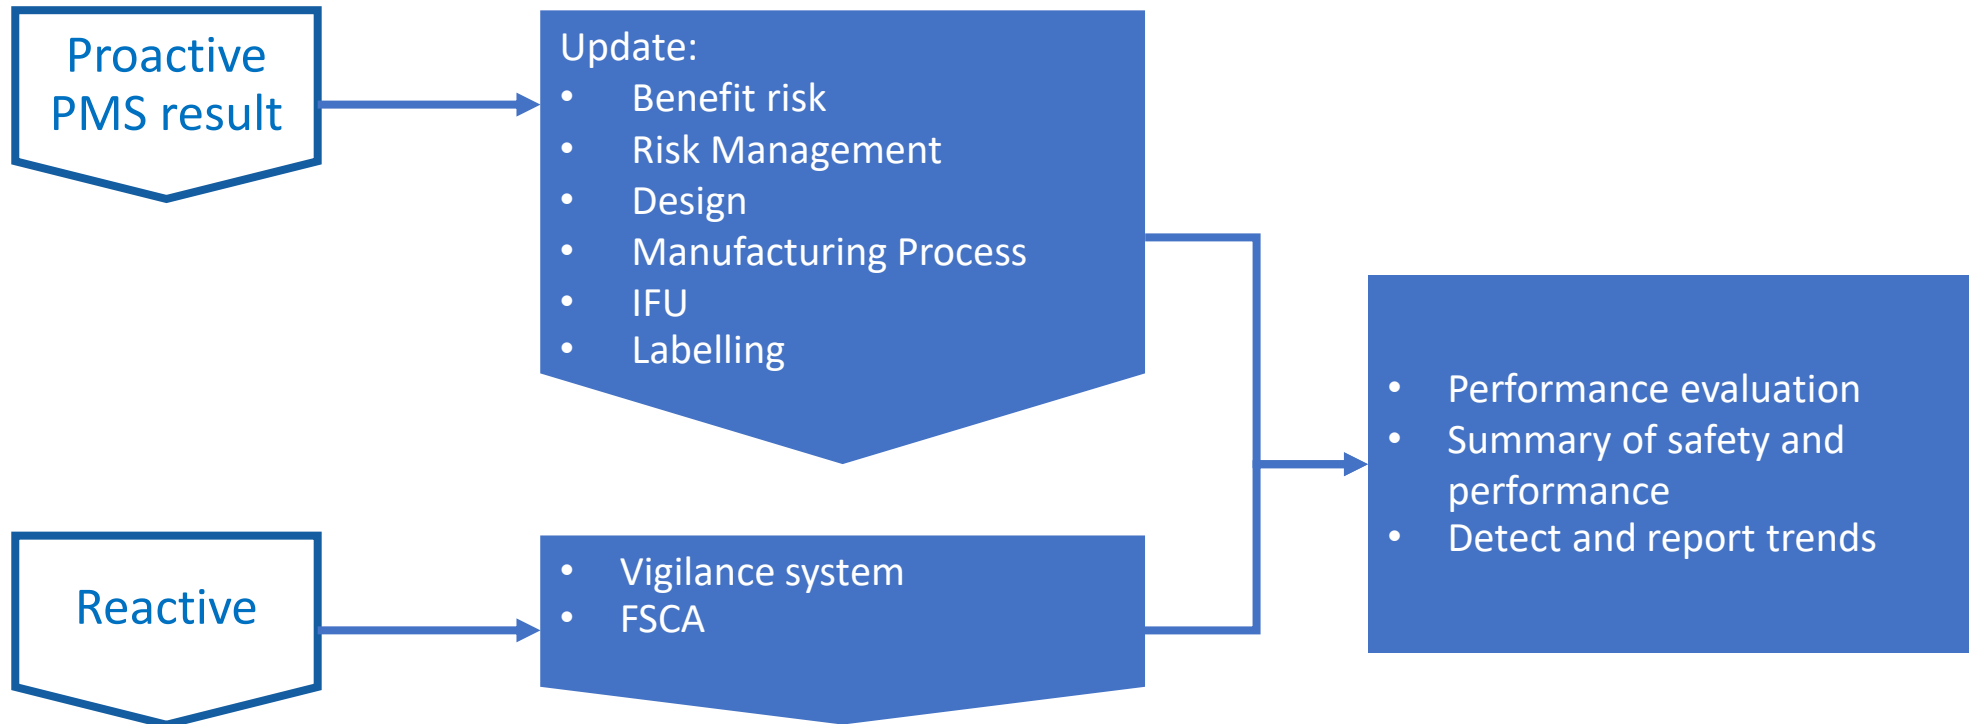 Proactive
PMS result
Update:
• Benefit risk
• Risk Management
• Design
• Manufacturing Process
• IFU
• Labelling
Reactive
• Vigilance system
• FSCA
• Performance evaluation
• Summary of safety and
performance
• Detect and report trends